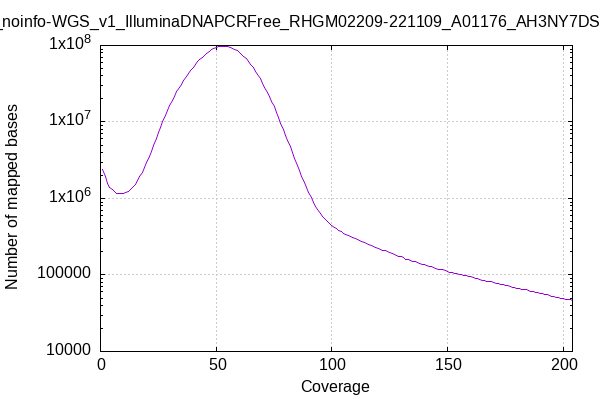 _noinfo-WGS_v1_IlluminaDNAPCRFree_RHGM02209-221109_A01176_AH3NY7DS
1x10^8
1x10^7
1x10^6
100000
10000
Number of mapped bases
0 50 100 150 200
Coverage